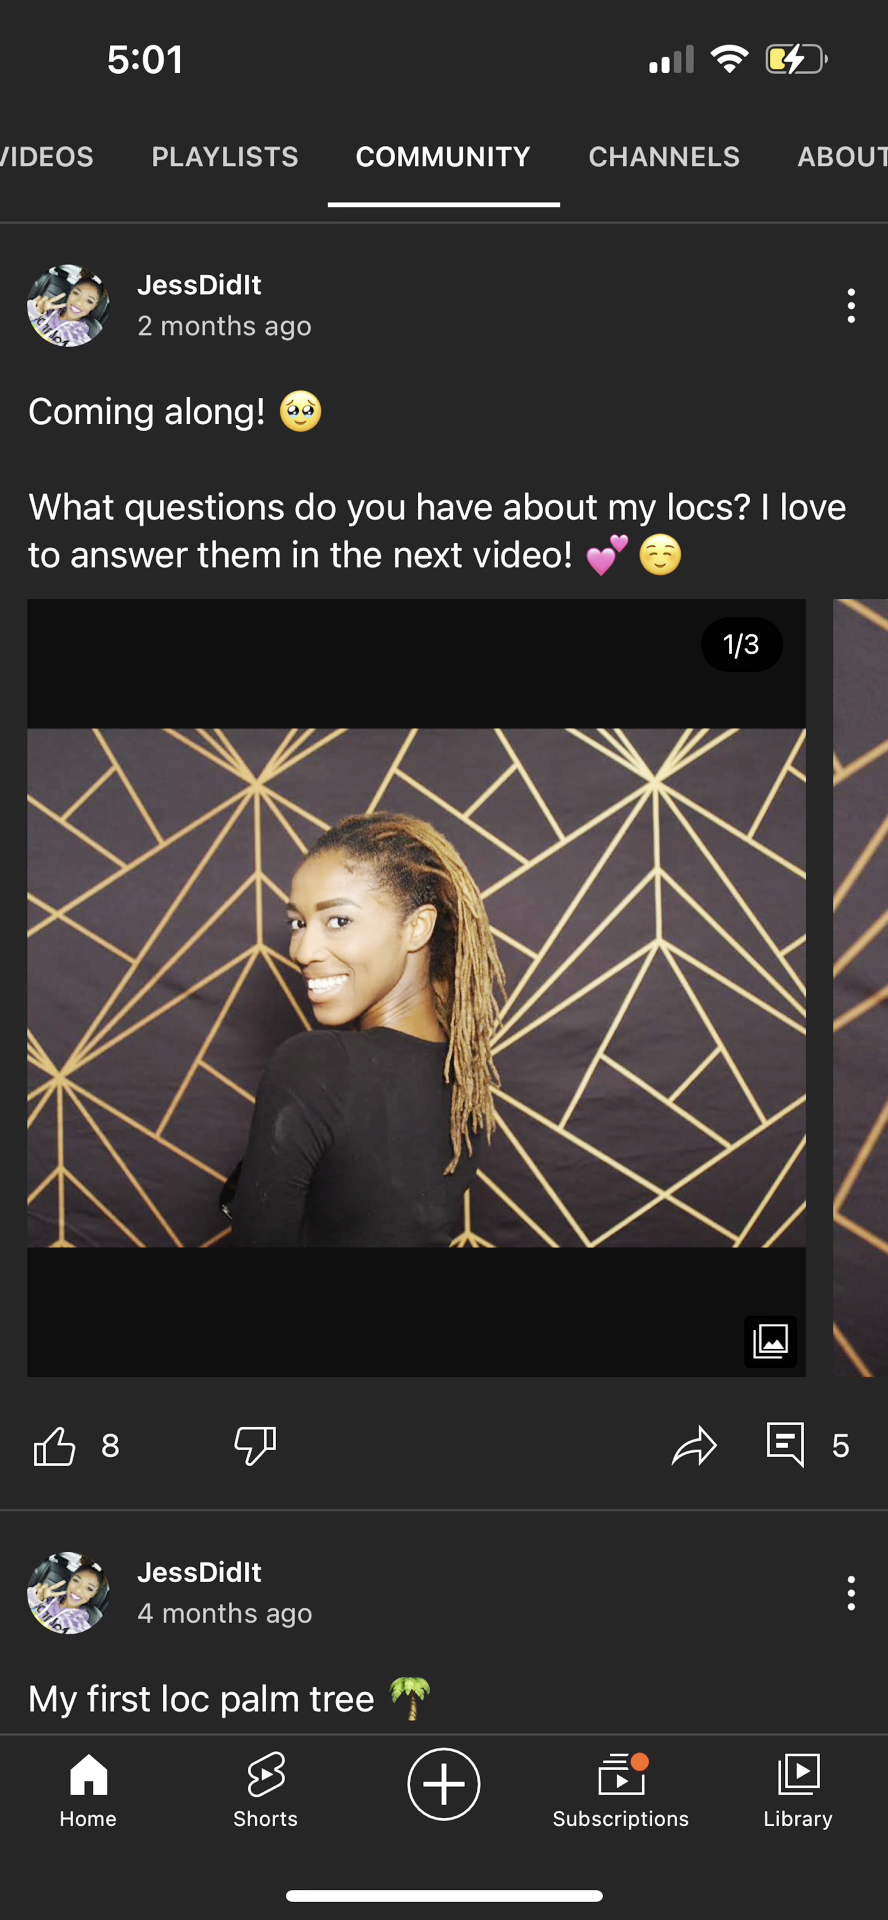 5:01
VIDEOS PLAYLISTS COMMUNITY CHANNELS ABOUT
JessDidIt
2 months ago
Coming along! 🥹
What questions do you have about my locs? I love
to answer them in the next video! 💕 ☺️
1/3
8 5
JessDidIt
4 months ago
My first loc palm tree 🌴
Home Shorts Subscriptions Library